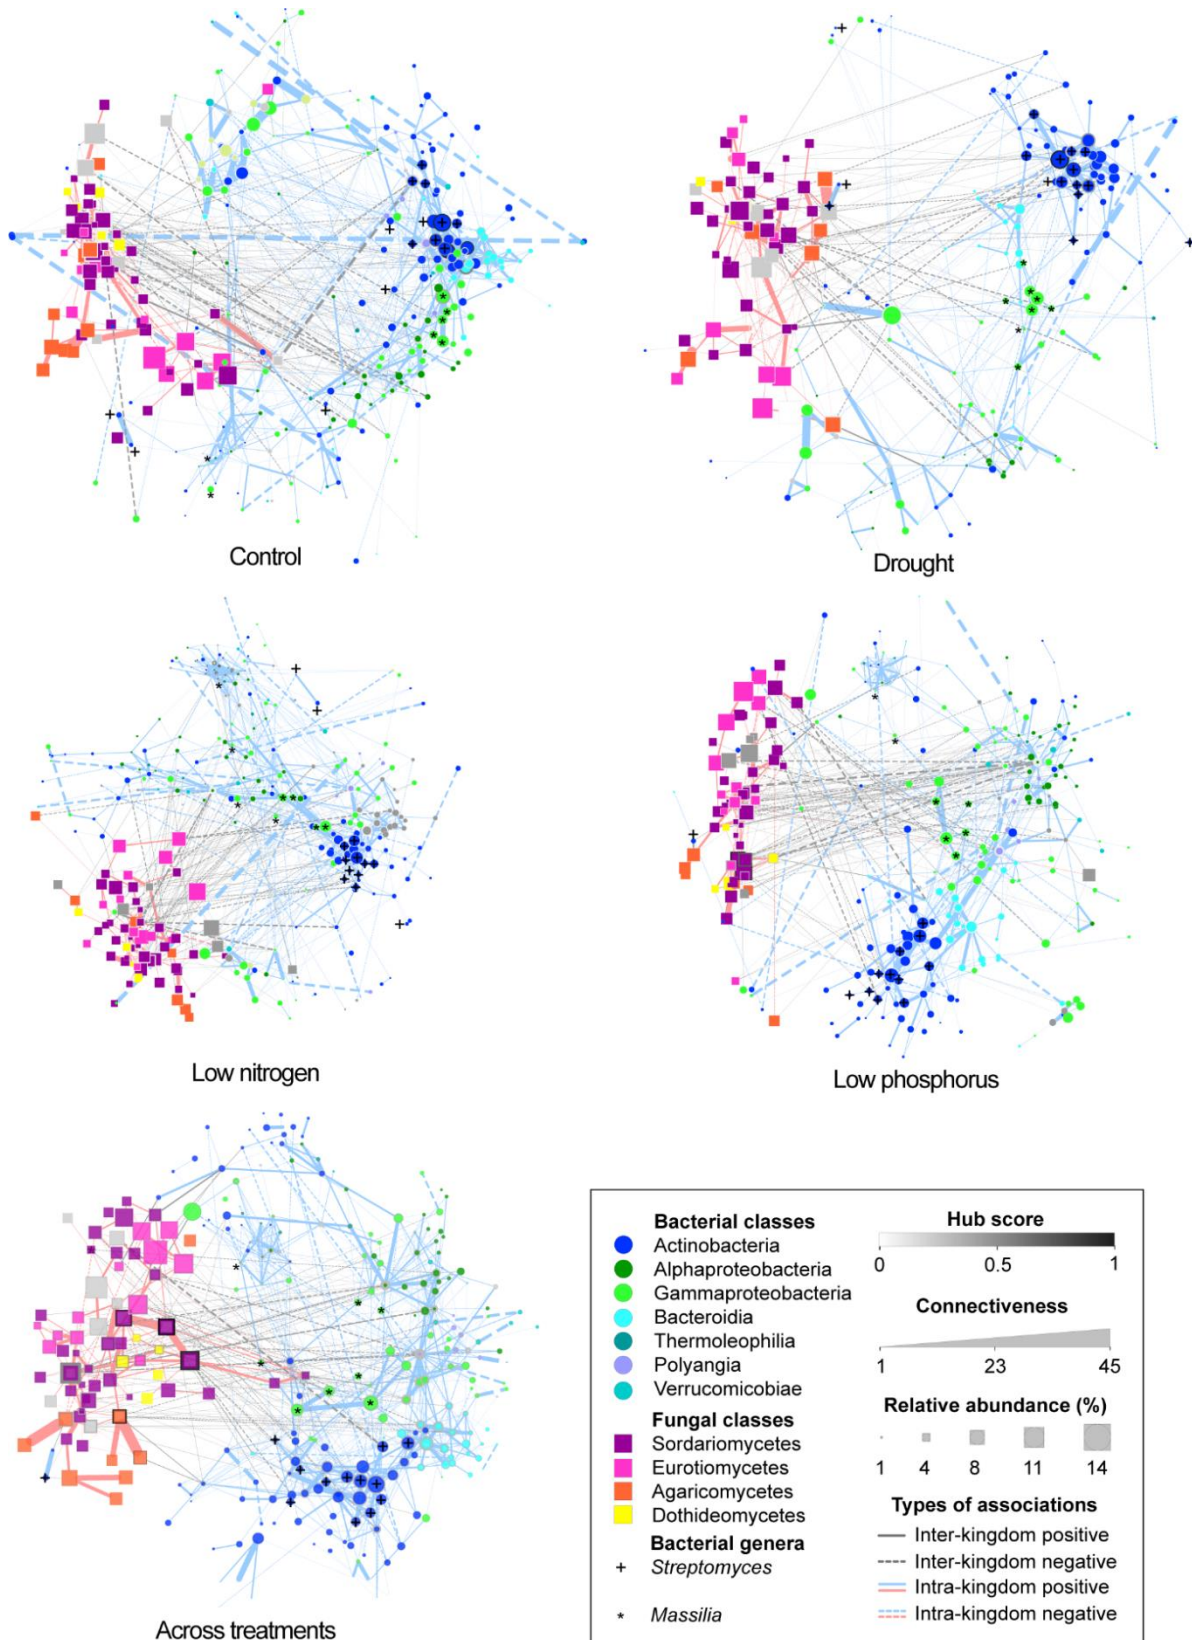 Control
Drought
Low nitrogen
Low phosphorus
Across treatments
Bacterial classes
Actinobacteria
Alphaproteobacteria
Gammaproteobacteria
Bacteroidia
Thermoleophilia
Polyangia
Verrucomicobiae
Fungal classes
Sordariomycetes
Eurotiomycetes
Agaricomycetes
Dothideomycetes
Bacterial genera
+ Streptomyces
* Massilia
Hub score
0 0.5 1
Connectiveness
1 23 45
Relative abundance (%)
1 4 8 11 14
Types of associations
Inter-kingdom positive
Inter-kingdom negative
Intra-kingdom positive
Intra-kingdom negative